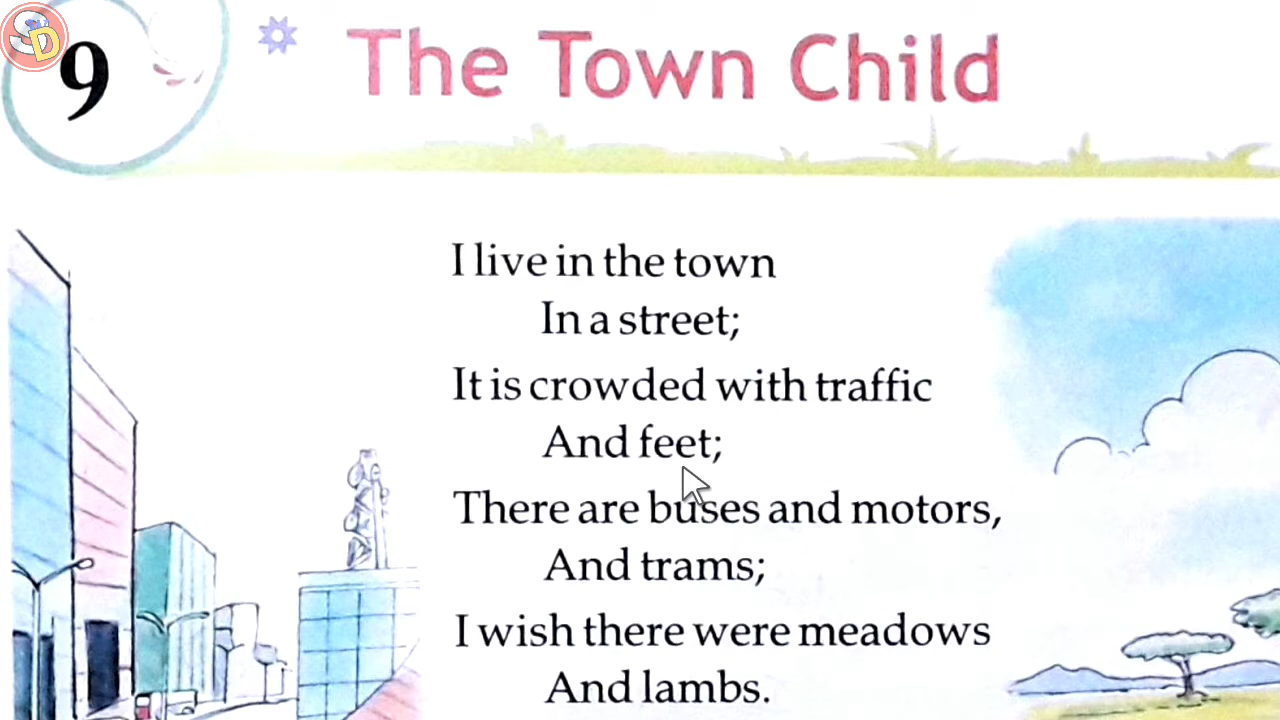 SD
9
The Town Child
I live in the town
In a street;
It is crowded with traffic
And feet;
There are buses and motors,
And trams;
I wish there were meadows
And lambs.